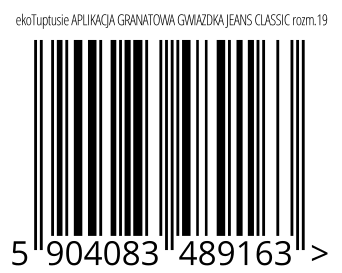 ekoTuptusie APLIKACJA GRANATOWA GWIAZDKA JEANS CLASSIC rozm.19
5 904083 489163 >